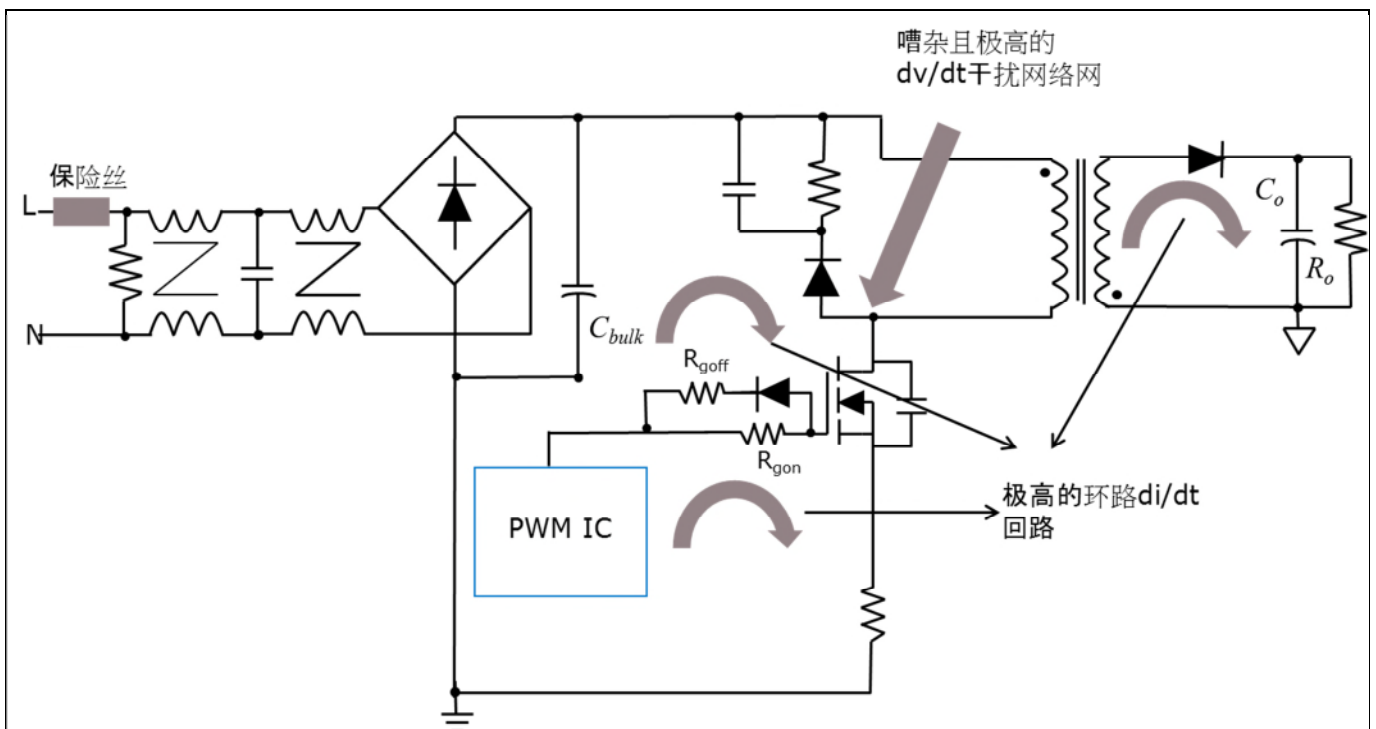 嘈杂且极高的
dv/dt干扰网络网
保险丝
L
N
C_bulk
R_goff
R_gon
PWM IC
C_o
R_o
极高的环路di/dt
回路